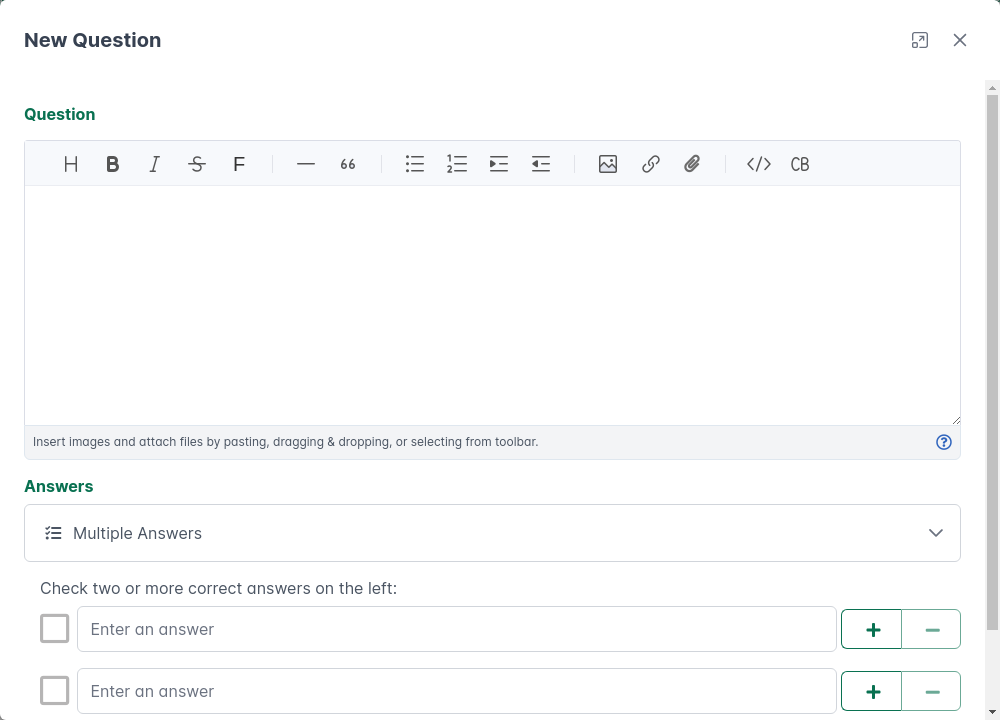 New Question
Question
H B I S F — 66 </> CB
Insert images and attach files by pasting, dragging & dropping, or selecting from toolbar.
Answers
Multiple Answers
Check two or more correct answers on the left:
Enter an answer
Enter an answer